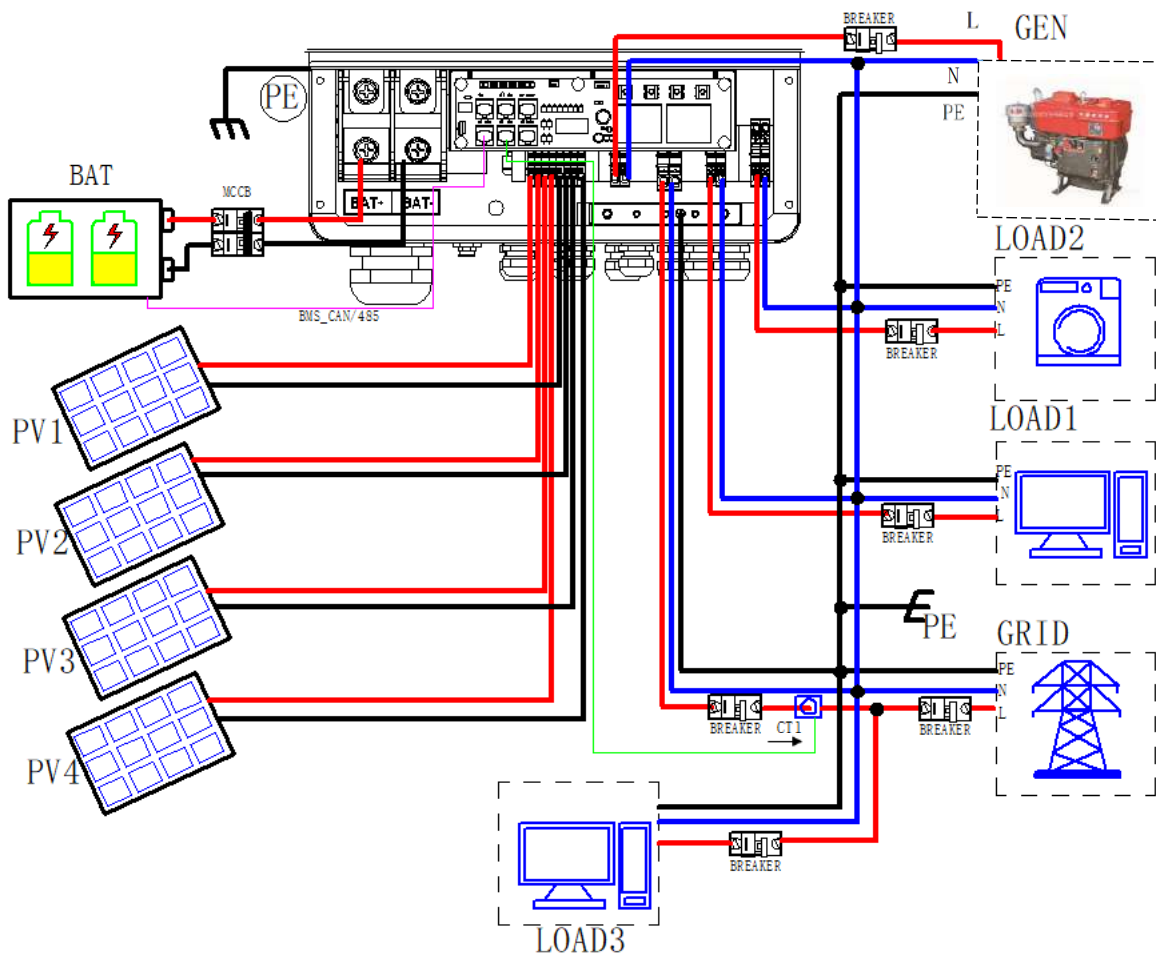 BREAKER
L
GEN
N
PE
PE
BAT
MCCB
BAT+
BAT-
BMS_CAN/485
LOAD2
PE
N
L
BREAKER
PV1
LOAD1
PE
N
L
BREAKER
PV2
PE
GRID
PE
N
L
PV3
BREAKER
CT1
BREAKER
PV4
BREAKER
LOAD3